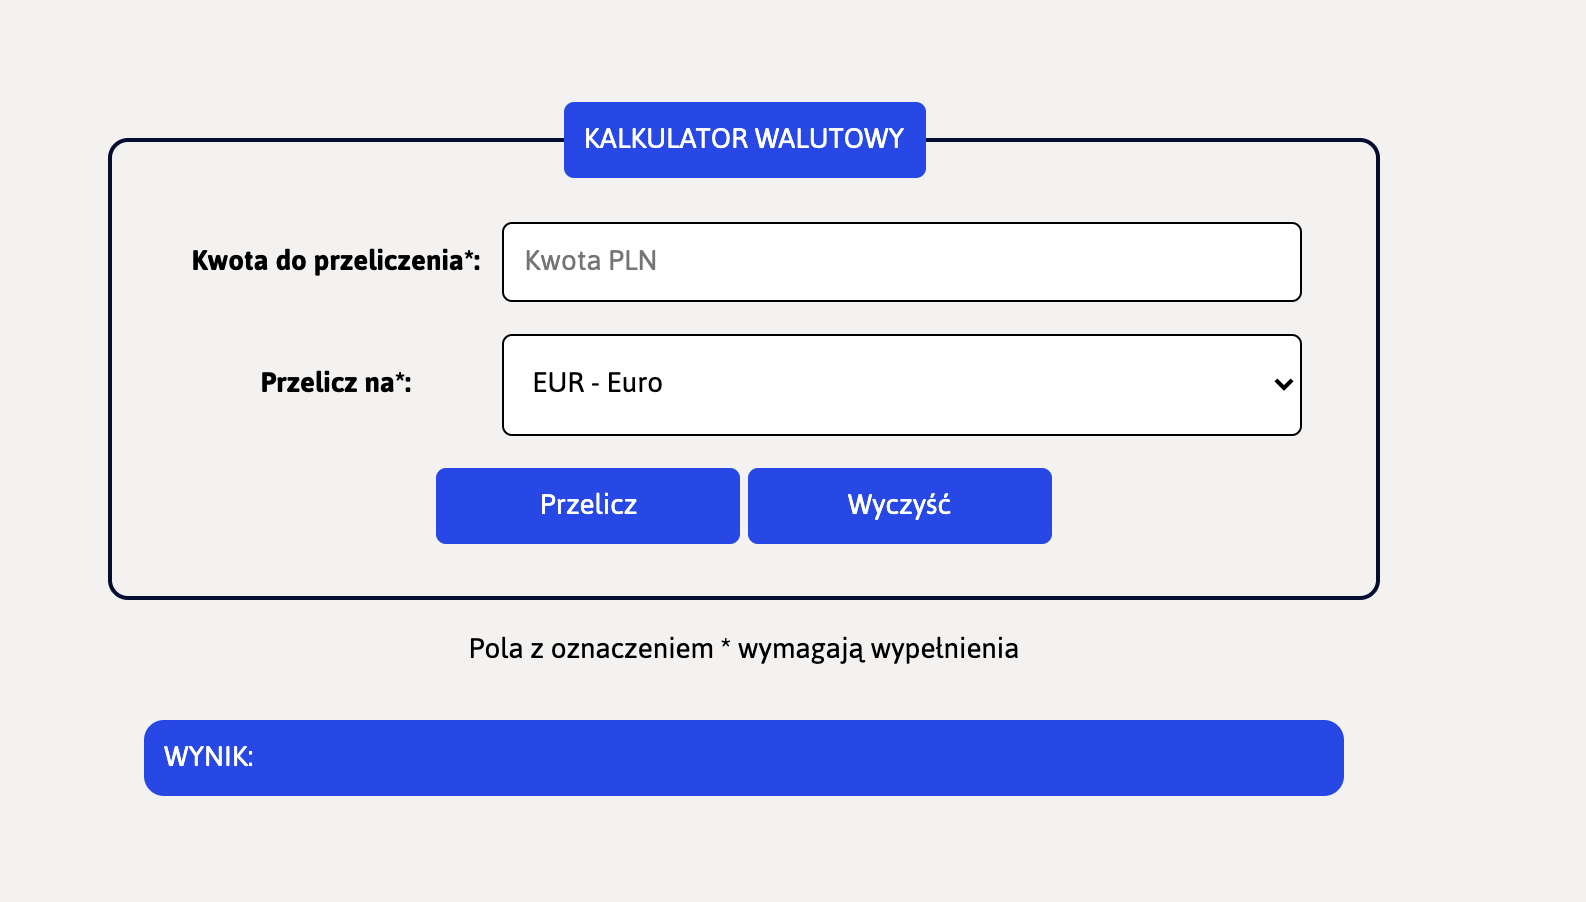 KALKULATOR WALUTOWY
Kwota do przeliczenia*: Kwota PLN
Przelicz na*: EUR - Euro
Przelicz Wyczyść
Pola z oznaczeniem * wymagają wypełnienia
WYNIK: